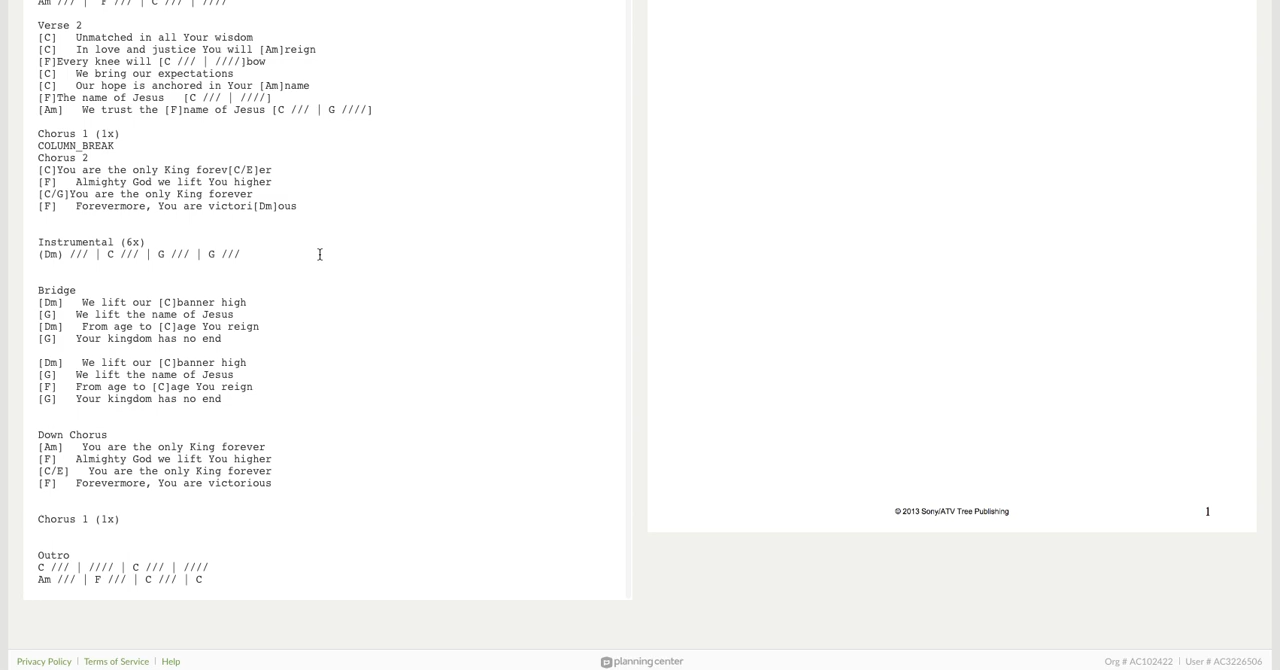 Am /// | F /// | C /// | ////
Verse 2
[C]   Unmatched in all Your wisdom
[C]   In love and justice You will [Am]reign
[F]Every knee will [C /// | ////]bow
[C]   We bring our expectations
[C]   Our hope is anchored in Your [Am]name
[F]The name of Jesus   [C /// | ////]
[Am]   We trust the [F]name of Jesus [C /// | G ////]
Chorus 1 (1x)
COLUMN_BREAK
Chorus 2
[C]You are the only King forev[C/E]er
[F]   Almighty God we lift You higher
[C/G]You are the only King forever
[F]   Forevermore, You are victori[Dm]ous
Instrumental (6x)
(Dm) /// | C /// | G /// | G ///
Bridge
[Dm]   We lift our [C]banner high
[G]   We lift the name of Jesus
[Dm]   From age to [C]age You reign
[G]   Your kingdom has no end
[Dm]   We lift our [C]banner high
[G]   We lift the name of Jesus
[F]   From age to [C]age You reign
[G]   Your kingdom has no end
Down Chorus
[Am]   You are the only King forever
[F]   Almighty God we lift You higher
[C/E]   You are the only King forever
[F]   Forevermore, You are victorious
Chorus 1 (1x)
Outro
C /// | //// | C /// | ////
Am /// | F /// | C /// | C
© 2013 Sony/ATV Tree Publishing
1
Privacy Policy | Terms of Service | Help
planning center
Org # AC102422 | User # AC3226506